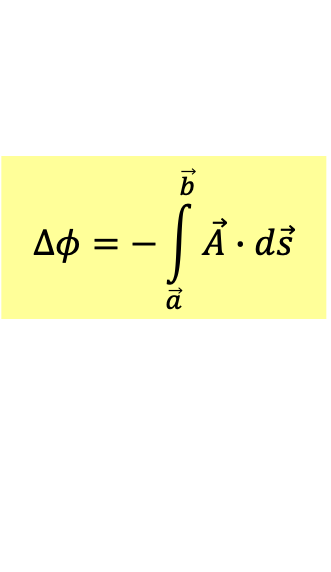 Δϕ = − ∫_{a⃗}^{b⃗} A⃗ · ds⃗